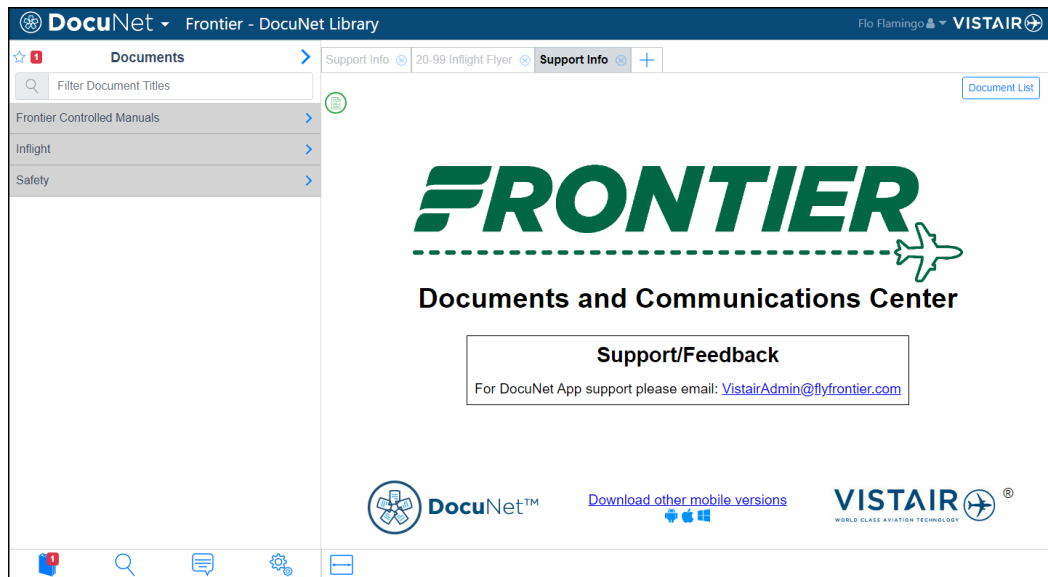 DocuNet Frontier - DocuNet Library
Flo Flamingo VISTAIR
1 Documents
Support Info 20-99 Inflight Flyer Support Info
Filter Document Titles
Document List
Frontier Controlled Manuals
Inflight
Safety
FRONTIER
Documents and Communications Center
Support/Feedback
For DocuNet App support please email: VistairAdmin@flyfrontier.com
DocuNet™
Download other mobile versions
VISTAIR ®
WORLD CLASS AVIATION TECHNOLOGY
1